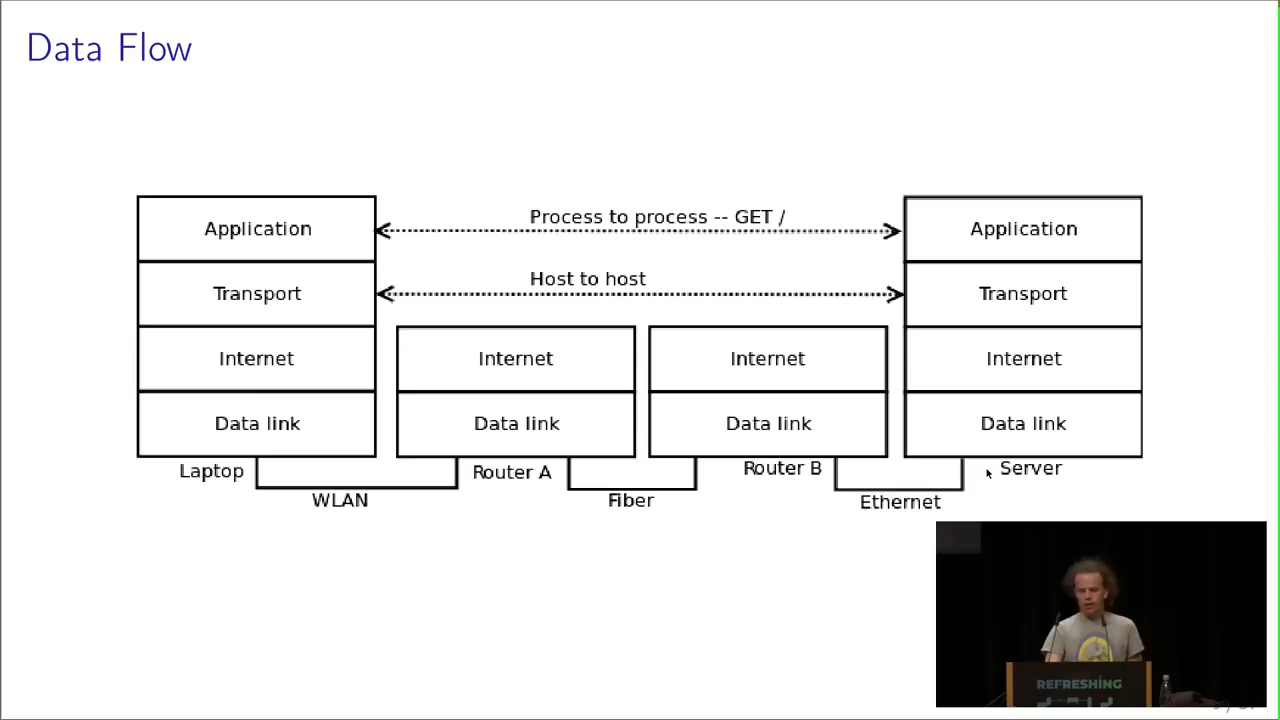 Data Flow
Application
Process to process -- GET /
Application
Transport
Host to host
Transport
Internet
Internet
Internet
Internet
Data link
Data link
Data link
Data link
Laptop
Router A
Router B
Server
WLAN
Fiber
Ethernet
REFRESHING